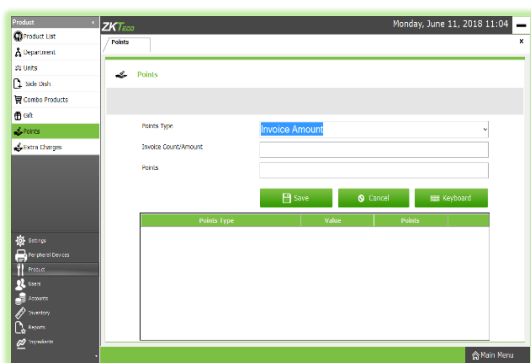 Product
Product List
Department
Units
Side Dish
Combo Products
Gift
Points
Extra Charges
Settings
Peripheral Devices
Product
Users
Accounts
Inventory
Reports
Ingredients
ZKTECO
Monday, June 11, 2018 11:04
Points
x
Points
Points Type
Invoice Amount
Invoice Count/Amount
Points
Save
Cancel
Keyboard
Points Type Value Points
Main Menu